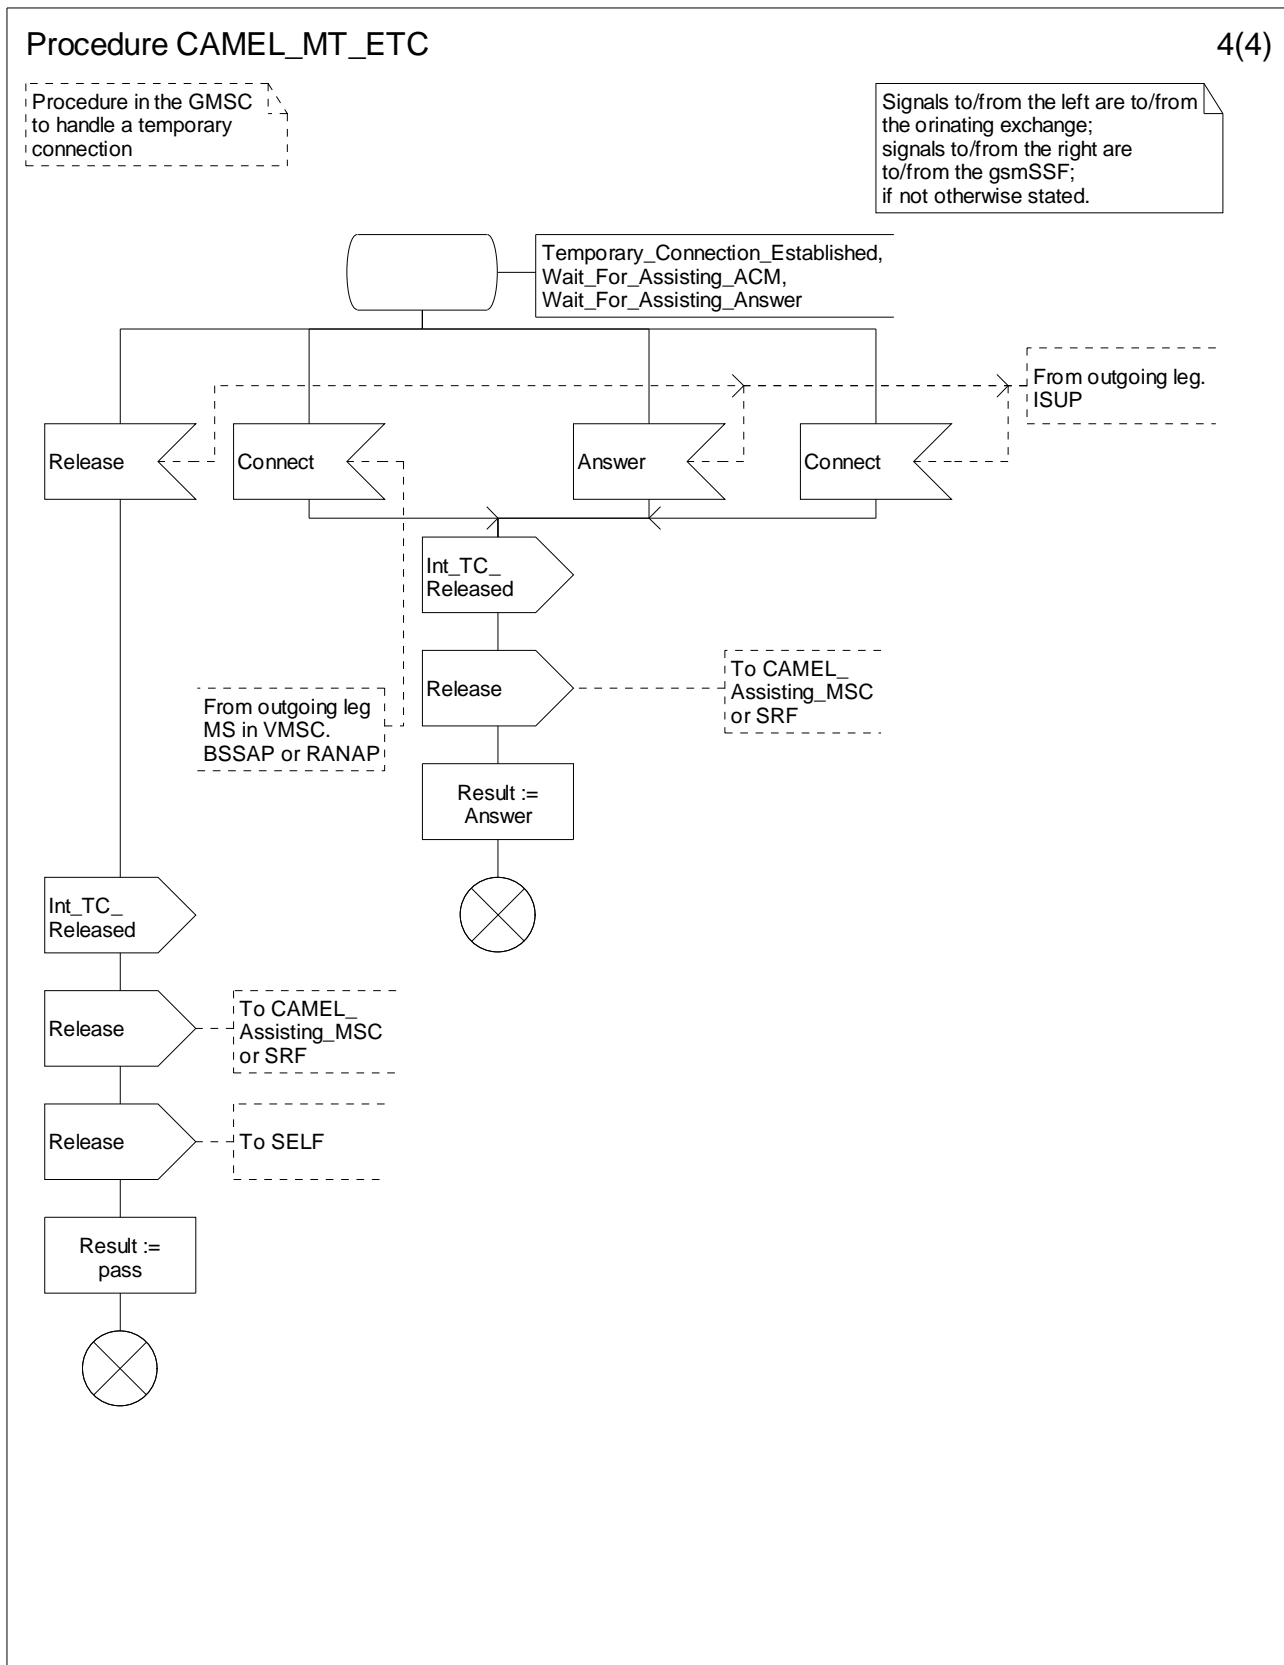 Procedure CAMEL_MT_ETC
4(4)
Procedure in the GMSC
to handle a temporary
connection
Signals to/from the left are to/from
the orinating exchange;
signals to/from the right are
to/from the gsmSSF;
if not otherwise stated.
Temporary_Connection_Established,
Wait_For_Assisting_ACM,
Wait_For_Assisting_Answer
From outgoing leg.
ISUP
Release
Connect
Answer
Connect
Int_TC_
Released
Release
To CAMEL_
Assisting_MSC
or SRF
From outgoing leg
MS in VMSC.
BSSAP or RANAP
Result :=
Answer
Int_TC_
Released
Release
To CAMEL_
Assisting_MSC
or SRF
Release
To SELF
Result :=
pass